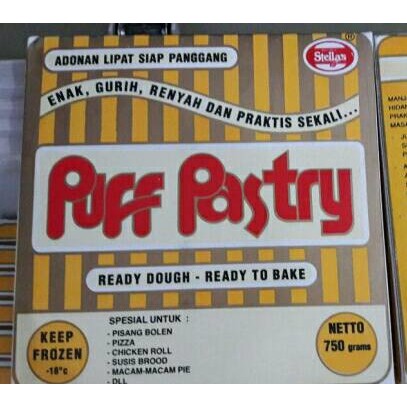 Stella's
ADONAN LIPAT SIAP PANGGANG
ENAK, GURIH, RENYAH DAN PRAKTIS SEKALI...
Puff Pastry
READY DOUGH - READY TO BAKE
KEEP
FROZEN
-18°c
SPESIAL UNTUK :
- PISANG BOLEN
- PIZZA
- CHICKEN ROLL
- SUSIS BROOD
- MACAM-MACAM PIE
- DLL
NETTO
750 grams